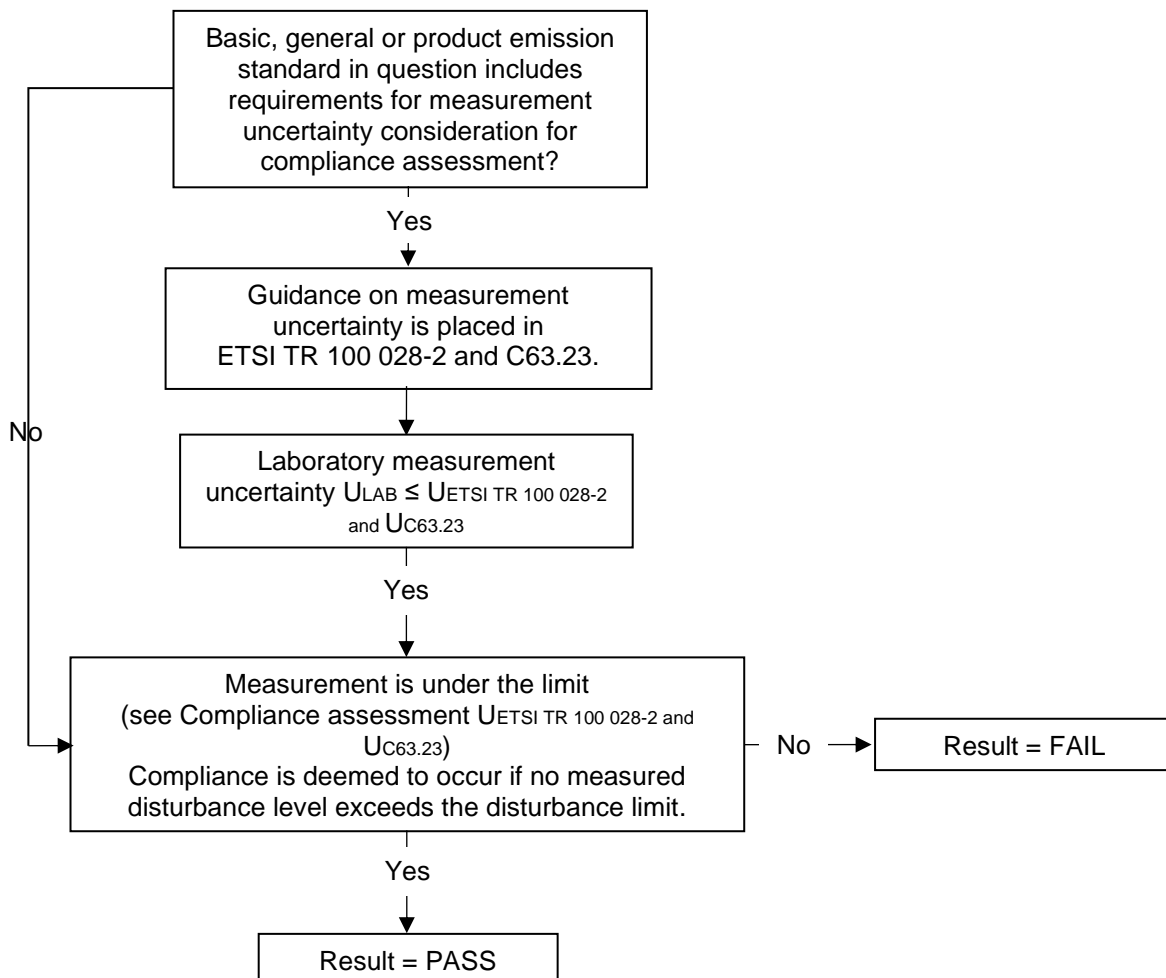 Basic, general or product emission
standard in question includes
requirements for measurement
uncertainty consideration for
compliance assessment?
Yes
Guidance on measurement
uncertainty is placed in
ETSI TR 100 028-2 and C63.23.
No
Laboratory measurement
uncertainty ULAB ≤ UETSI TR 100 028-2
and UC63.23
Yes
Measurement is under the limit
(see Compliance assessment UETSI TR 100 028-2 and
UC63.23)
Compliance is deemed to occur if no measured
disturbance level exceeds the disturbance limit.
No
Result = FAIL
Yes
Result = PASS